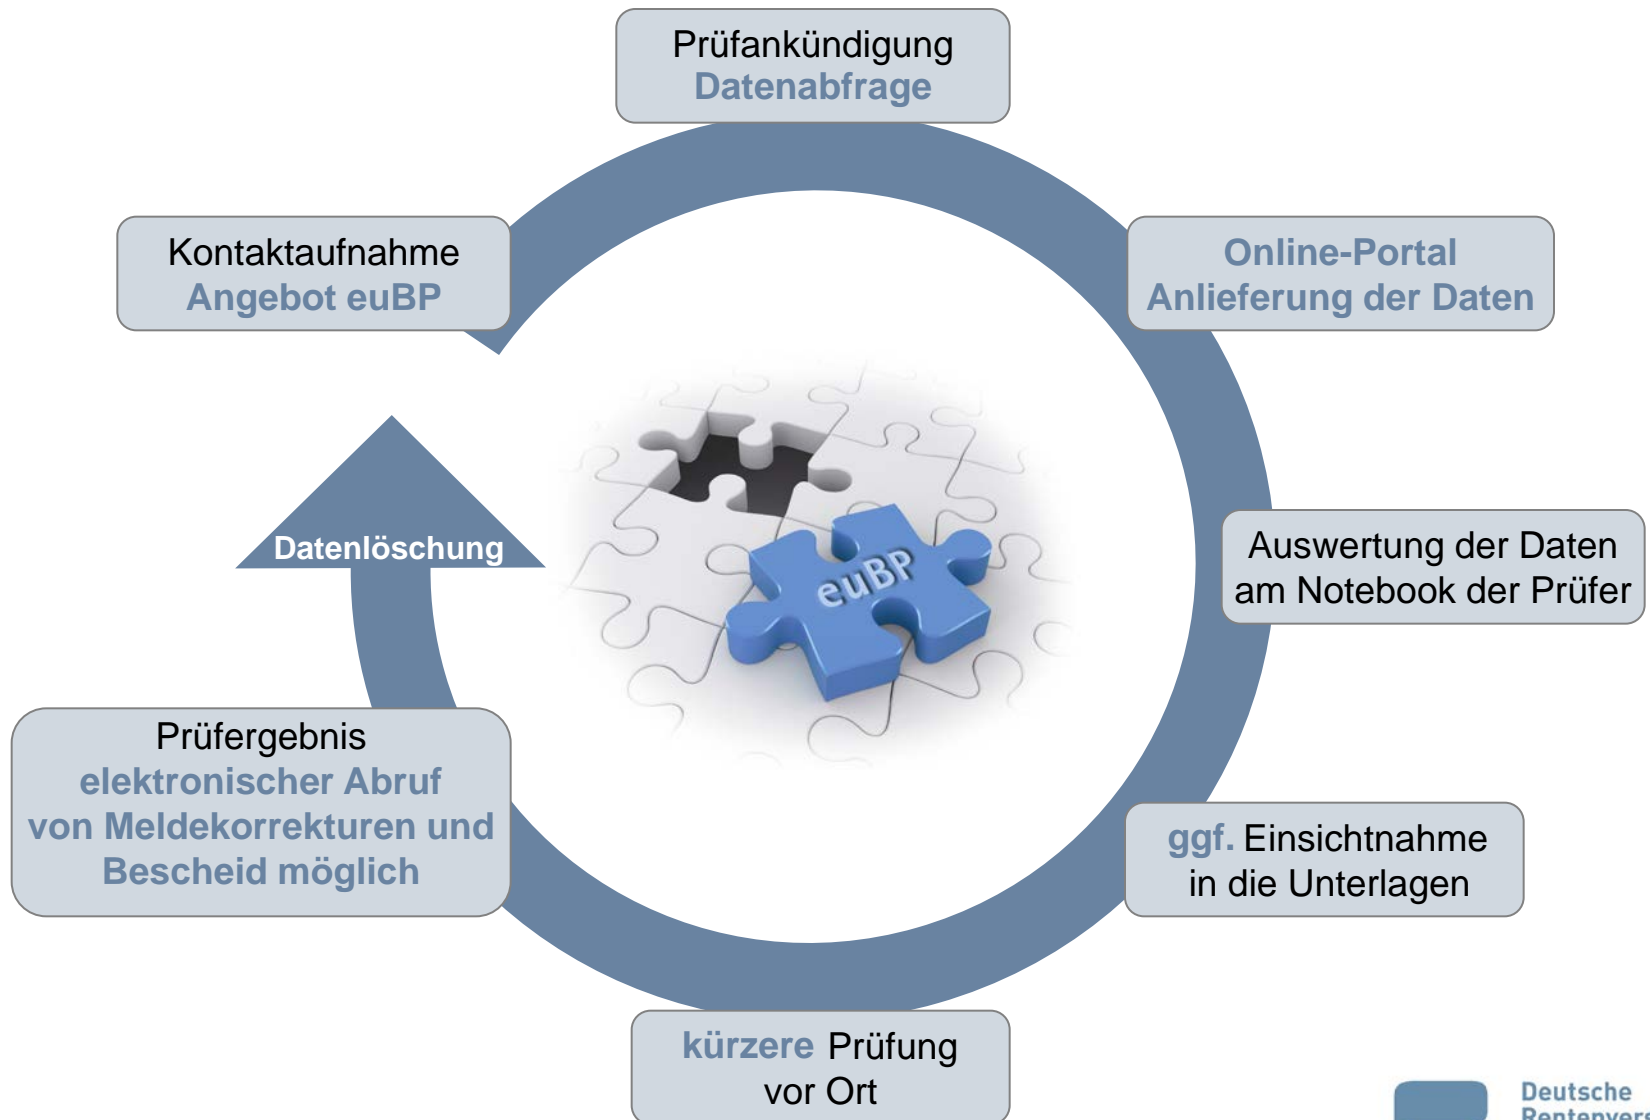 Prüfankündigung
Datenabfrage
Kontaktaufnahme
Angebot euBP
Online-Portal
Anlieferung der Daten
Datenlöschung
euBP
Auswertung der Daten
am Notebook der Prüfer
Prüfergebnis
elektronischer Abruf
von Meldekorrekturen und
Bescheid möglich
ggf. Einsichtnahme
in die Unterlagen
kürzere Prüfung
vor Ort
Deutsche